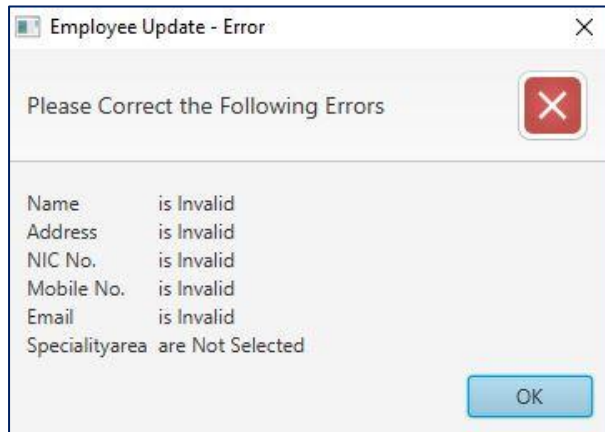 Employee Update - Error
Please Correct the Following Errors
Name is Invalid
Address is Invalid
NIC No. is Invalid
Mobile No. is Invalid
Email is Invalid
Specialityarea are Not Selected
OK